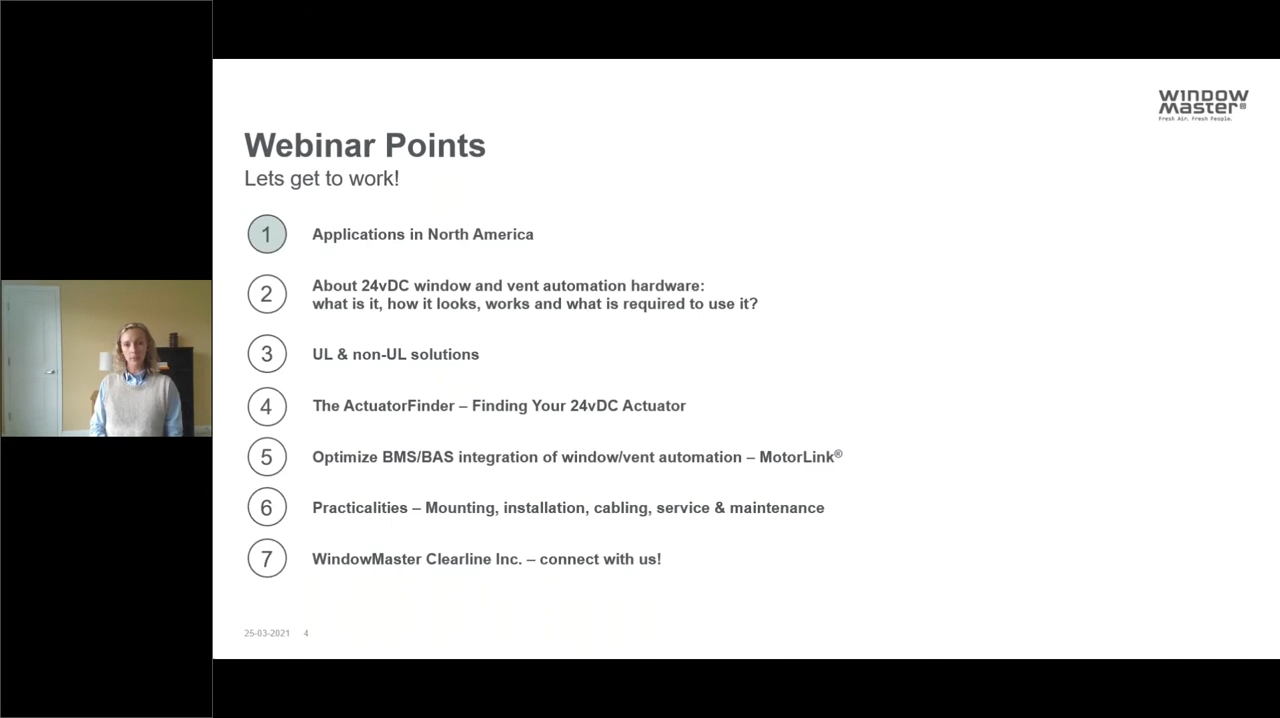 WINDOW
MASTER®
Fresh Air. Fresh People.
Webinar Points
Lets get to work!
1 Applications in North America
2 About 24vDC window and vent automation hardware:
what is it, how it looks, works and what is required to use it?
3 UL & non-UL solutions
4 The ActuatorFinder – Finding Your 24vDC Actuator
5 Optimize BMS/BAS integration of window/vent automation – MotorLink®
6 Practicalities – Mounting, installation, cabling, service & maintenance
7 WindowMaster Clearline Inc. – connect with us!
25-03-2021 4